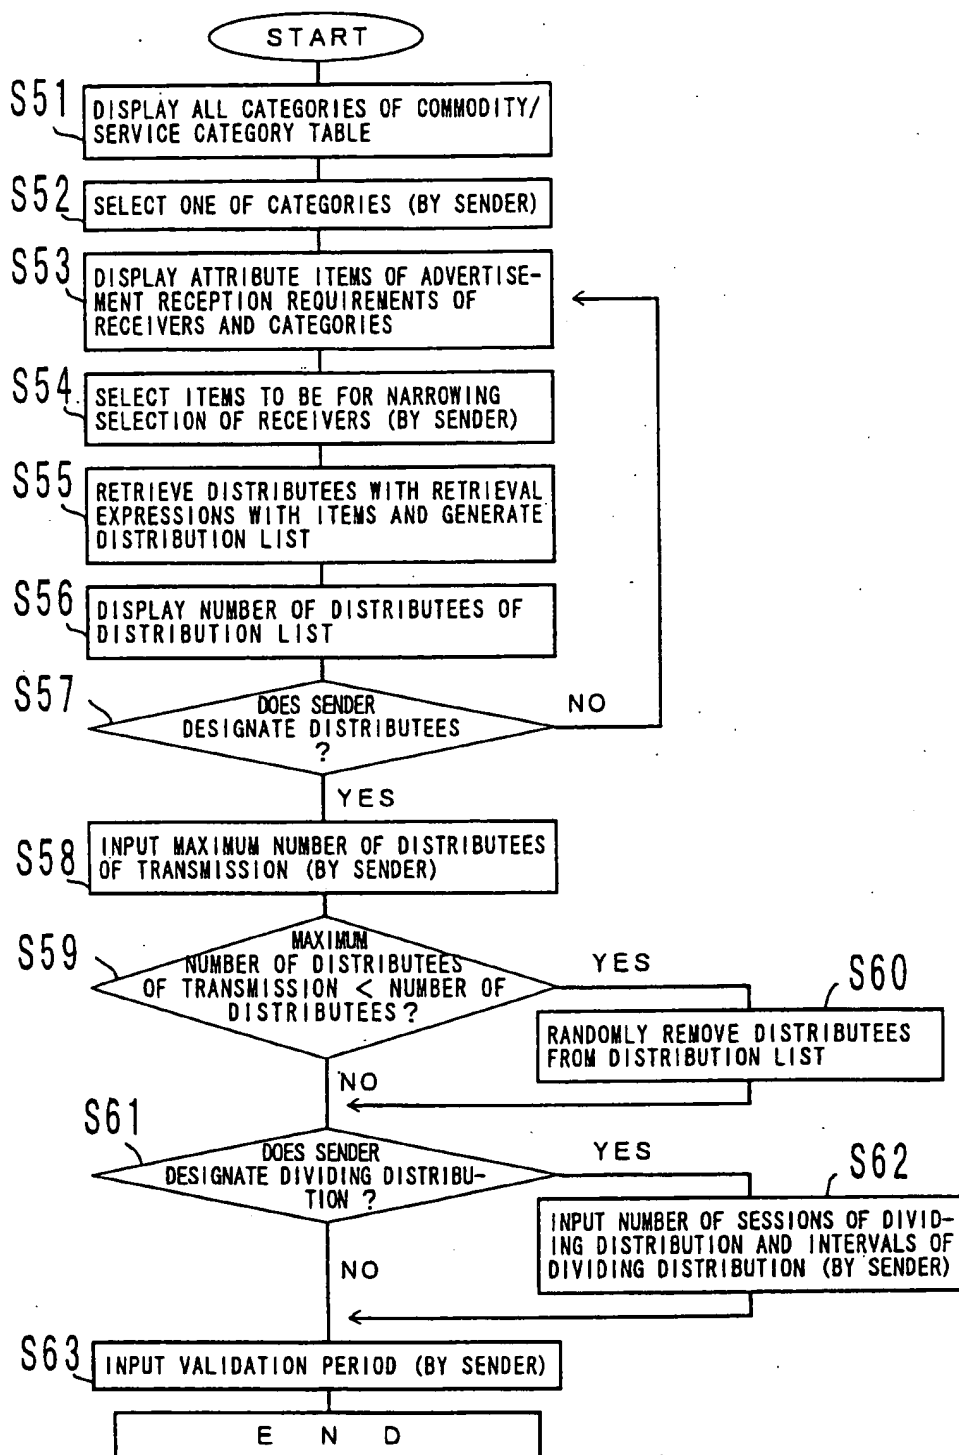 START
S51
DISPLAY ALL CATEGORIES OF COMMODITY/
SERVICE CATEGORY TABLE
S52
SELECT ONE OF CATEGORIES (BY SENDER)
S53
DISPLAY ATTRIBUTE ITEMS OF ADVERTISE-
MENT RECEPTION REQUIREMENTS OF
RECEIVERS AND CATEGORIES
S54
SELECT ITEMS TO BE FOR NARROWING
SELECTION OF RECEIVERS (BY SENDER)
S55
RETRIEVE DISTRIBUTEES WITH RETRIEVAL
EXPRESSIONS WITH ITEMS AND GENERATE
DISTRIBUTION LIST
S56
DISPLAY NUMBER OF DISTRIBUTEES OF
DISTRIBUTION LIST
S57
DOES SENDER
DESIGNATE DISTRIBUTEES
?
NO
YES
S58
INPUT MAXIMUM NUMBER OF DISTRIBUTEES
OF TRANSMISSION (BY SENDER)
S59
MAXIMUM
NUMBER OF DISTRIBUTEES
OF TRANSMISSION < NUMBER OF
DISTRIBUTEES?
YES
S60
RANDOMLY REMOVE DISTRIBUTEES
FROM DISTRIBUTION LIST
NO
S61
DOES SENDER
DESIGNATE DIVIDING DISTRIBU-
TION ?
YES
S62
INPUT NUMBER OF SESSIONS OF DIVID-
ING DISTRIBUTION AND INTERVALS OF
DIVIDING DISTRIBUTION (BY SENDER)
NO
S63
INPUT VALIDATION PERIOD (BY SENDER)
E N D